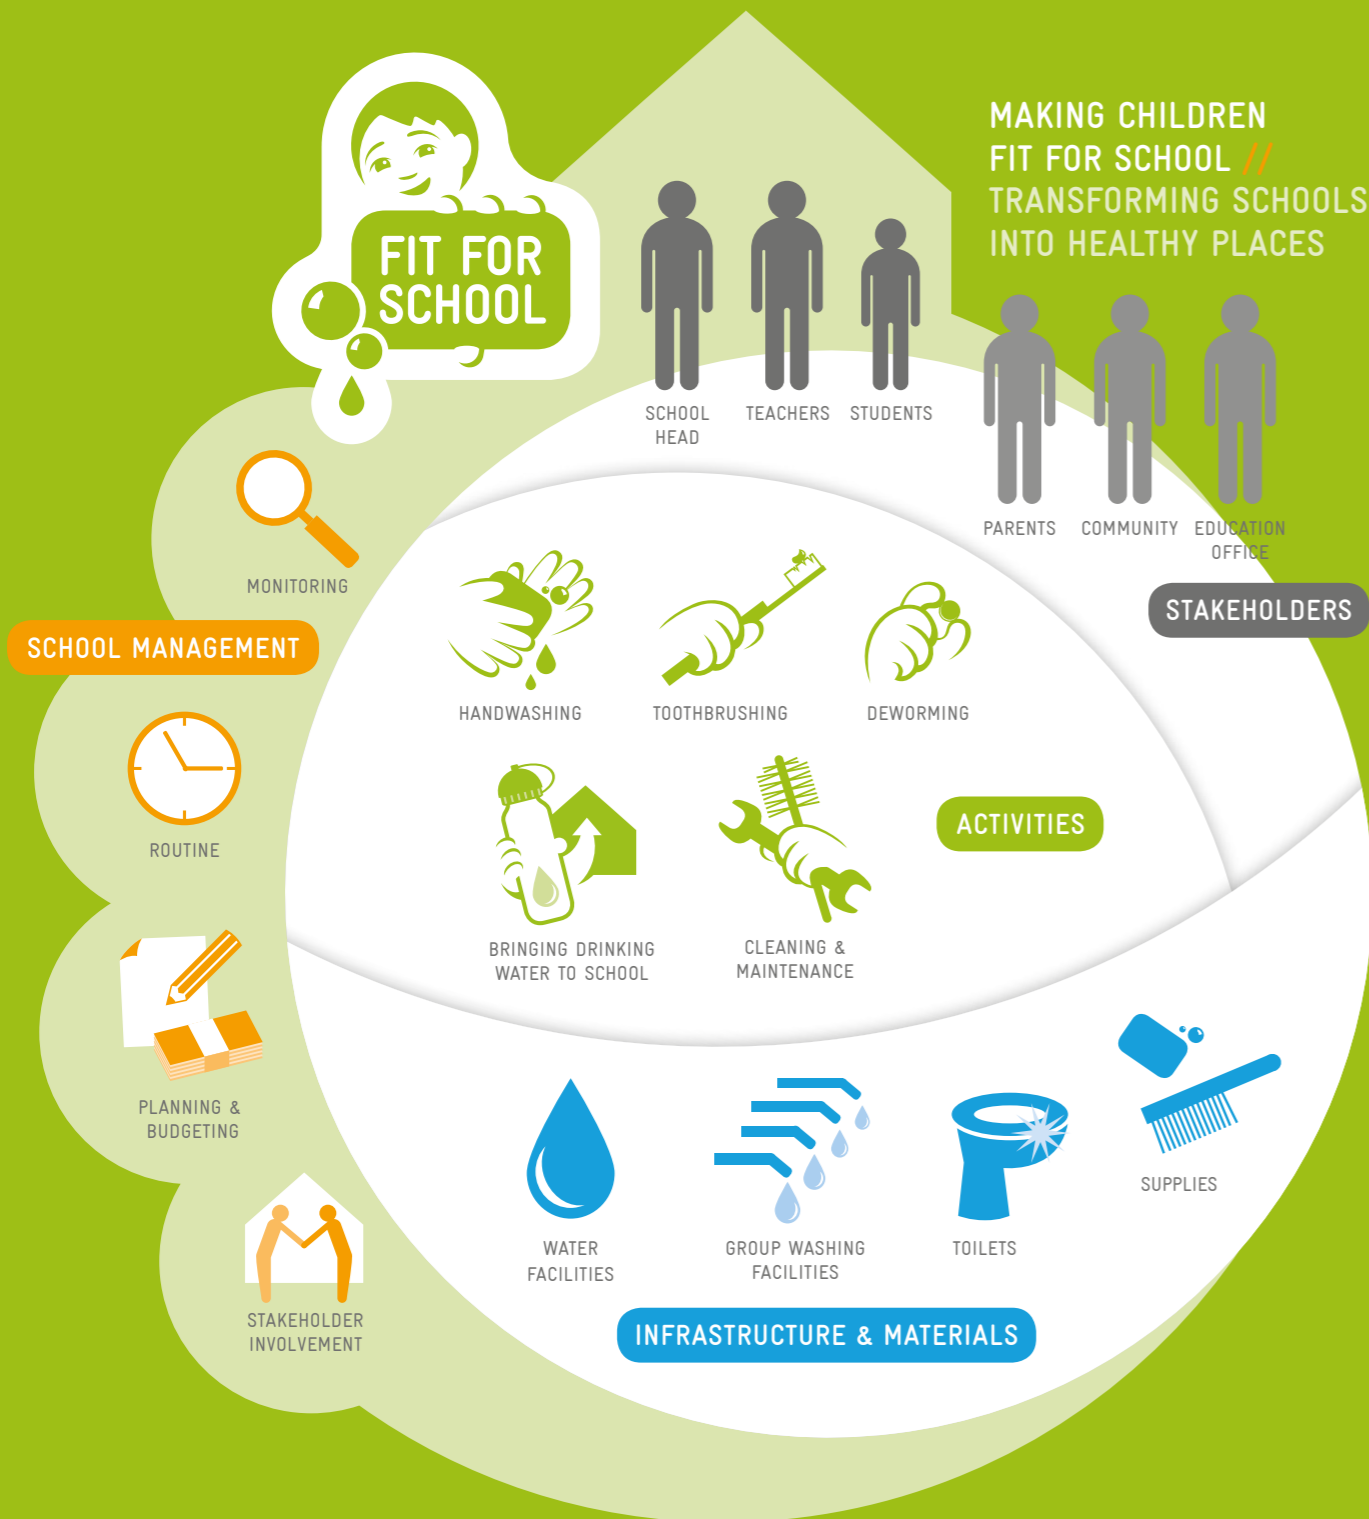 FIT FOR
SCHOOL
MAKING CHILDREN
FIT FOR SCHOOL //
TRANSFORMING SCHOOLS
INTO HEALTHY PLACES
SCHOOL
HEAD
TEACHERS
STUDENTS
PARENTS
COMMUNITY
EDUCATION
OFFICE
STAKEHOLDERS
MONITORING
SCHOOL MANAGEMENT
ROUTINE
PLANNING &
BUDGETING
STAKEHOLDER
INVOLVEMENT
HANDWASHING
TOOTHBRUSHING
DEWORMING
BRINGING DRINKING
WATER TO SCHOOL
CLEANING &
MAINTENANCE
ACTIVITIES
WATER
FACILITIES
GROUP WASHING
FACILITIES
TOILETS
SUPPLIES
INFRASTRUCTURE & MATERIALS